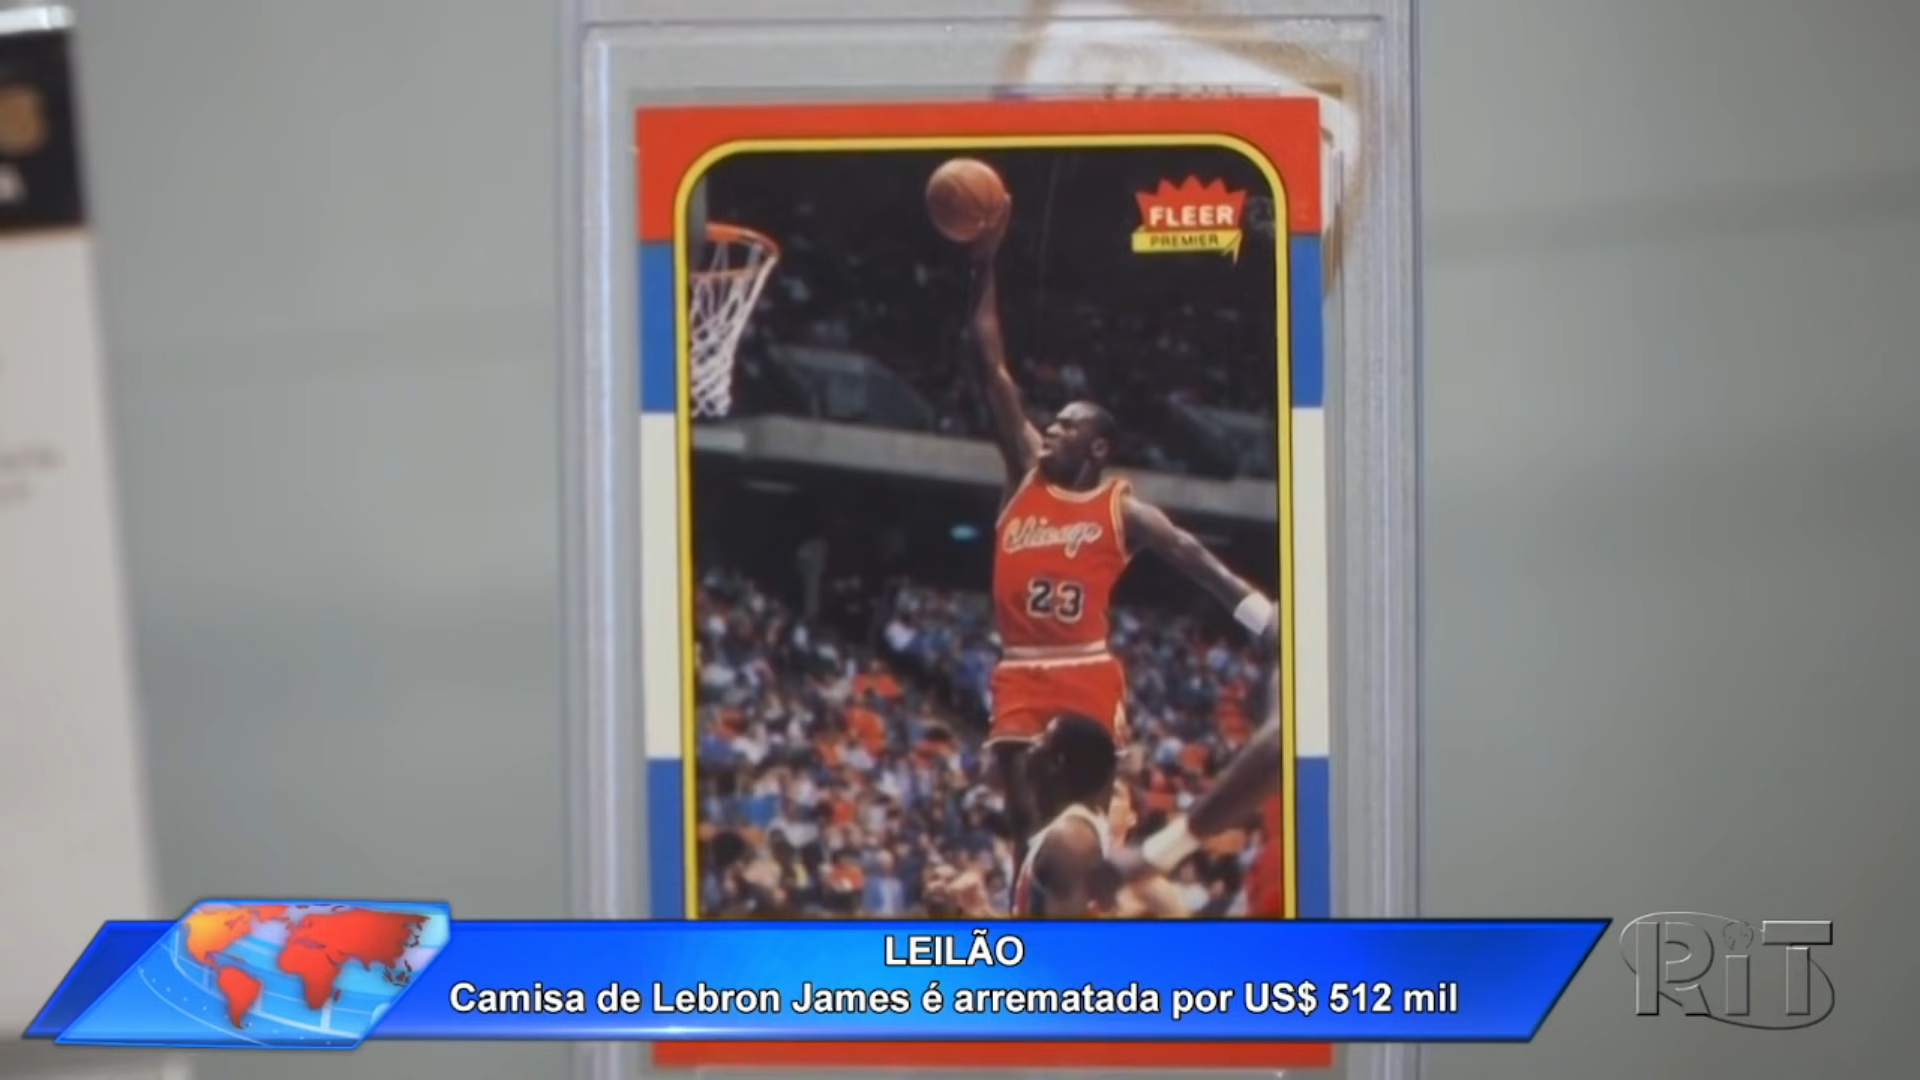 FLEER
PREMIER
Chicago
23
LEILÃO
Camisa de Lebron James é arrematada por US$ 512 mil
RiT